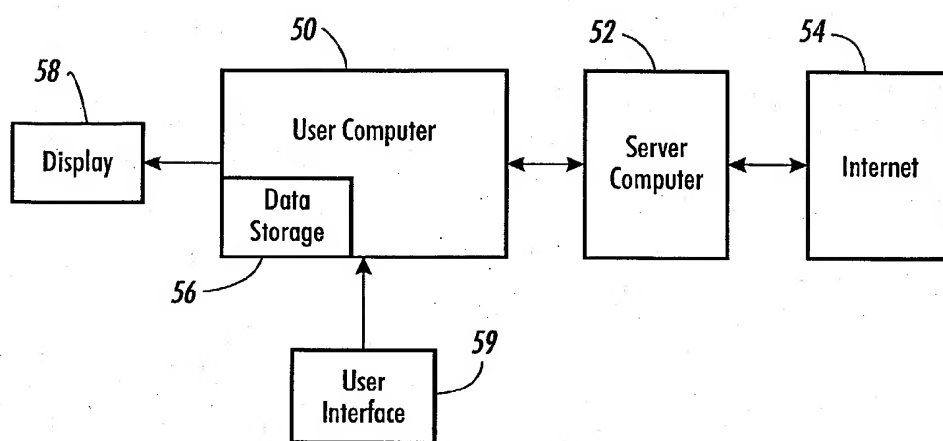 50
52
54
58
User Computer
Server
Computer
Internet
Display
Data
Storage
56
59
User
Interface